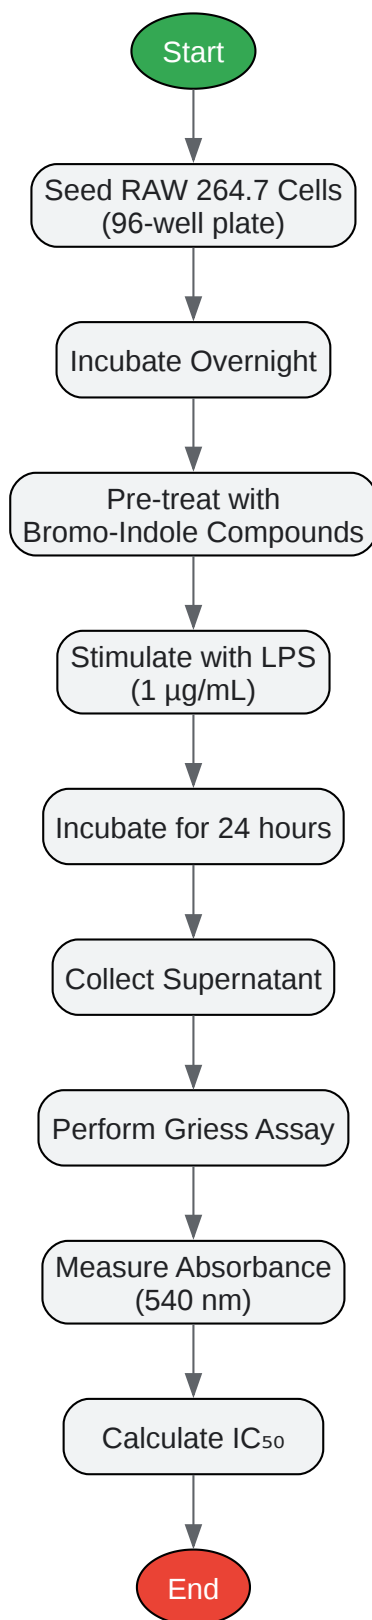 Start
Seed RAW 264.7 Cells
(96-well plate)
Incubate Overnight
Pre-treat with
Bromo-Indole Compounds
Stimulate with LPS
(1 µg/mL)
Incubate for 24 hours
Collect Supernatant
Perform Griess Assay
Measure Absorbance
(540 nm)
Calculate IC₅₀
End